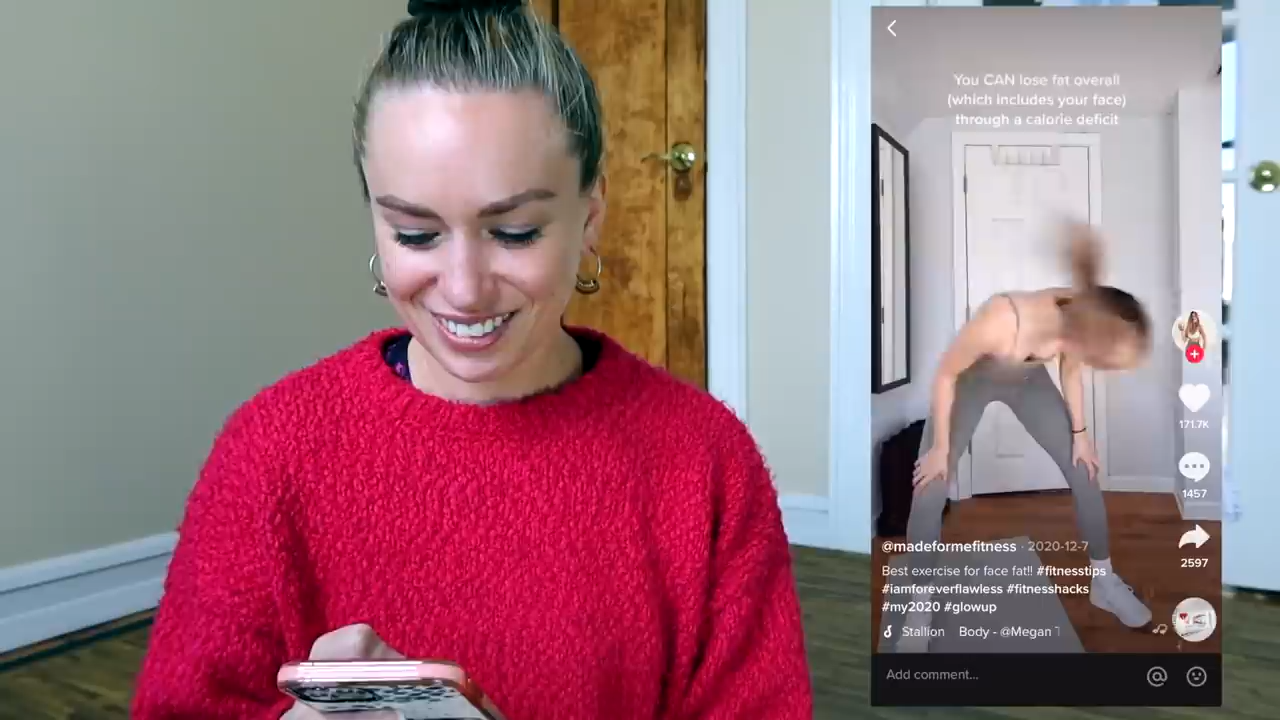 You CAN lose fat overall
(which includes your face)
through a calorie deficit
171.7K
1457
2597
@madeformefitness · 2020-12-7
Best exercise for face fat!! #fitnesstips
#iamforeverflawless #fitnesshacks
#my2020 #glowup
Stallion Body - @Megan
Add comment...